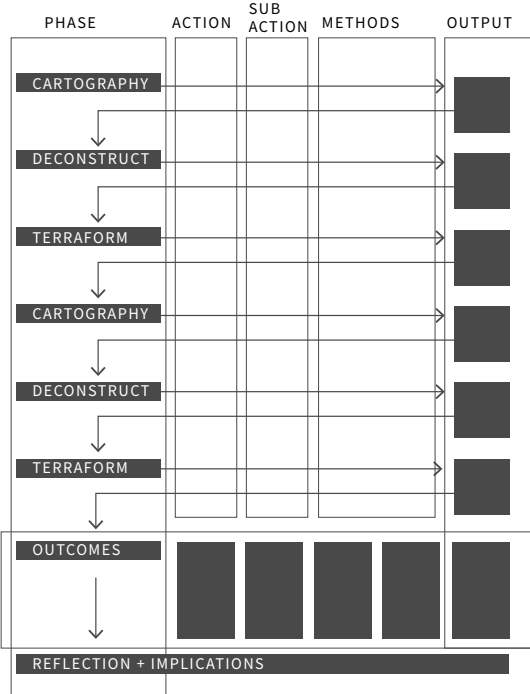 PHASE
ACTION
SUB
ACTION
METHODS
OUTPUT
CARTOGRAPHY
DECONSTRUCT
TERRAFORM
CARTOGRAPHY
DECONSTRUCT
TERRAFORM
OUTCOMES
REFLECTION + IMPLICATIONS